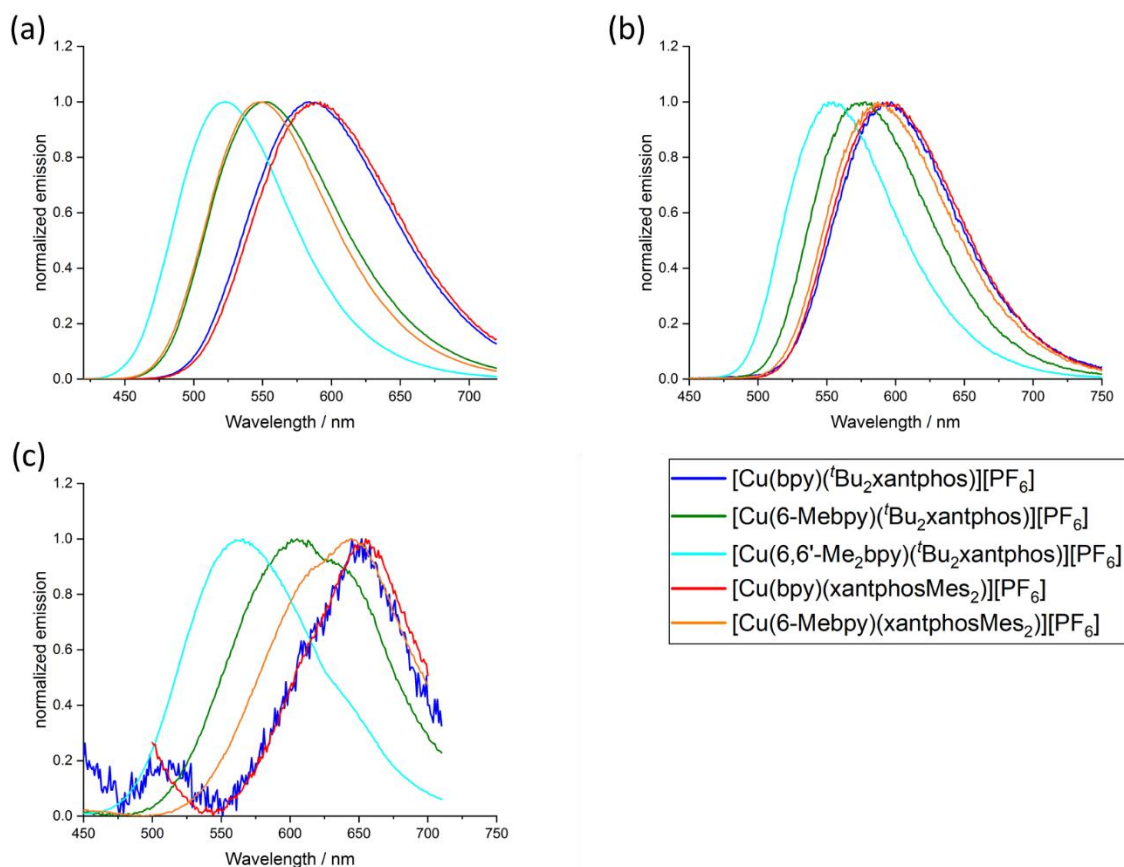 (a)
1.2
1.0
0.8
0.6
0.4
0.2
0.0
normalized emission
450 500 550 600 650 700
Wavelength / nm
(b)
1.2
1.0
0.8
0.6
0.4
0.2
0.0
normalized emission
450 500 550 600 650 700 750
Wavelength / nm
(c)
1.2
1.0
0.8
0.6
0.4
0.2
0.0
normalized emission
450 500 550 600 650 700 750
Wavelength / nm
[Cu(bpy)(ᵗBu₂xantphos)][PF₆]
[Cu(6-Mebpy)(ᵗBu₂xantphos)][PF₆]
[Cu(6,6'-Me₂bpy)(ᵗBu₂xantphos)][PF₆]
[Cu(bpy)(xantphosMes₂)][PF₆]
[Cu(6-Mebpy)(xantphosMes₂)][PF₆]